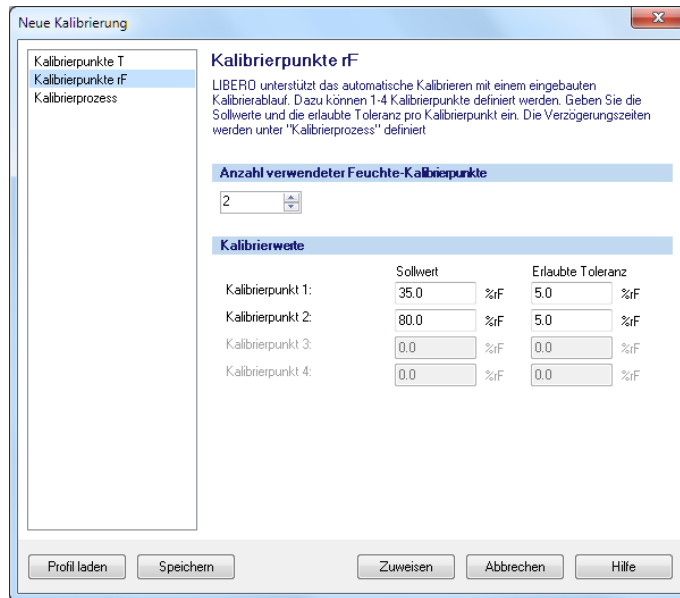 Neue Kalibrierung
Kalibrierpunkte T
Kalibrierpunkte rF
Kalibrierprozess
Kalibrierpunkte rF
LIBERO unterstützt das automatische Kalibrieren mit einem eingebauten
Kalibrierablauf. Dazu können 1-4 Kalibrierpunkte definiert werden. Geben Sie die
Sollwerte und die erlaubte Toleranz pro Kalibrierpunkt ein. Die Verzögerungszeiten
werden unter "Kalibrierprozess" definiert
Anzahl verwendeter Feuchte-Kalibrierpunkte
2
Kalibrierwerte
Sollwert Erlaubte Toleranz
Kalibrierpunkt 1: 35.0 %rF 5.0 %rF
Kalibrierpunkt 2: 80.0 %rF 5.0 %rF
Kalibrierpunkt 3: 0.0 %rF 0.0 %rF
Kalibrierpunkt 4: 0.0 %rF 0.0 %rF
Profil laden Speichern Zuweisen Abbrechen Hilfe